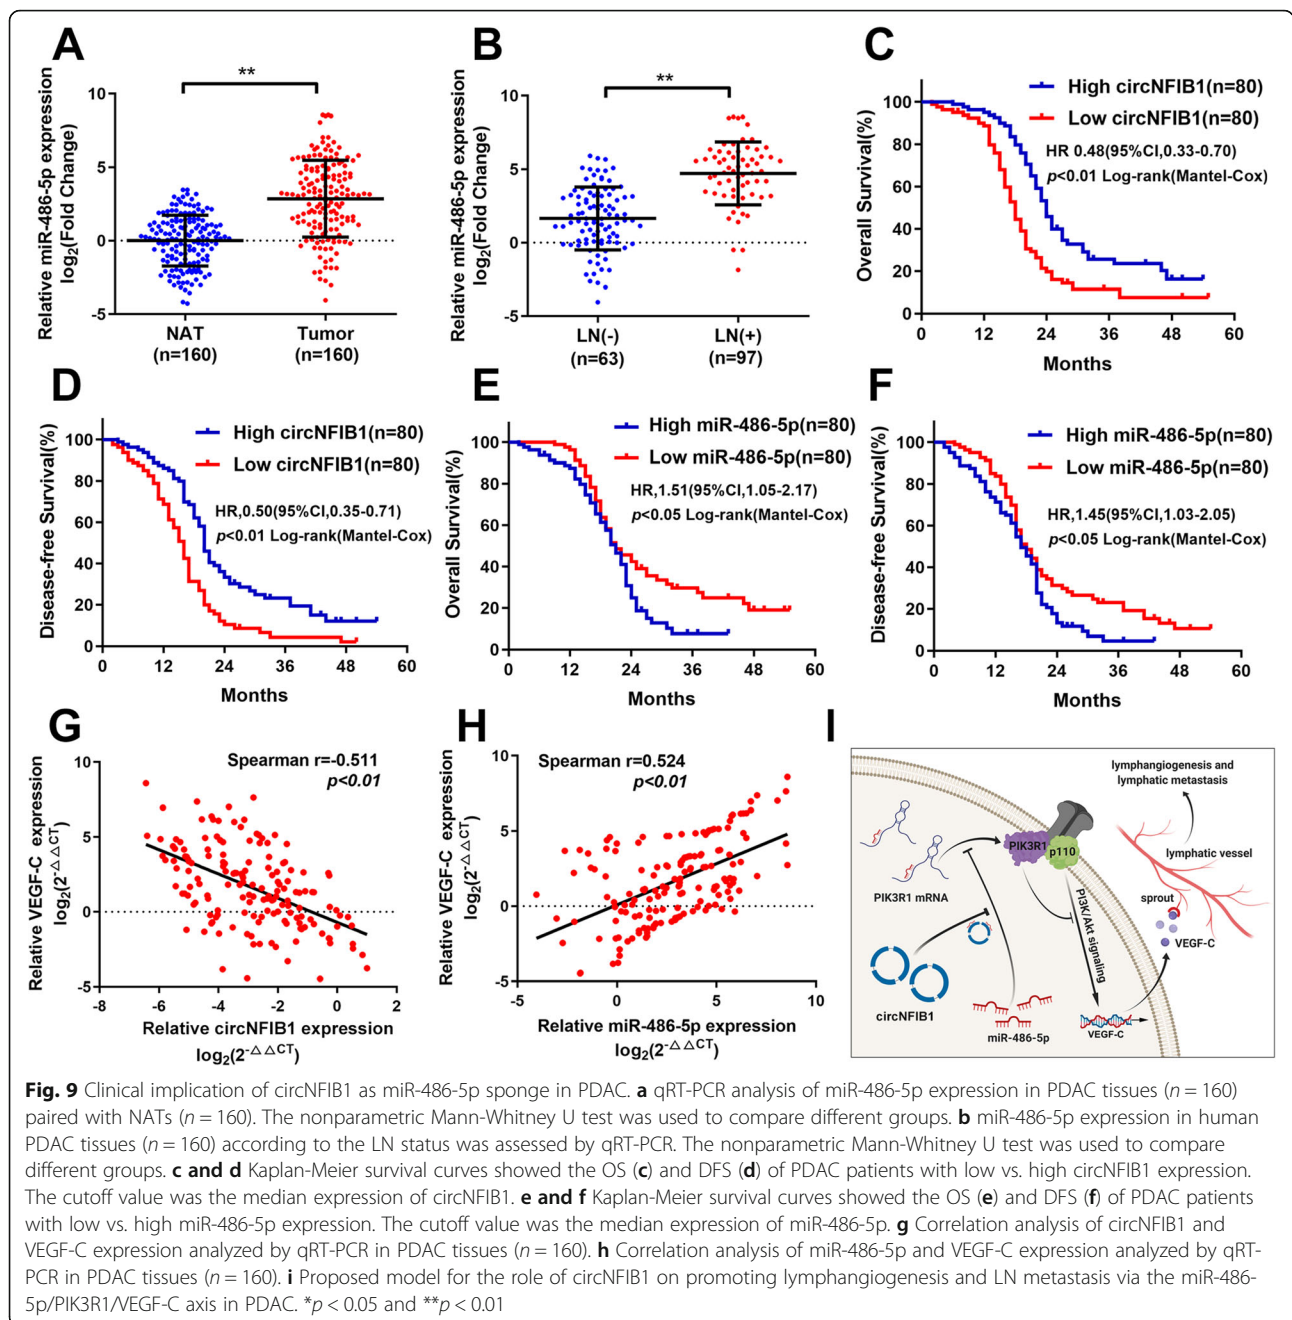 A
**
Relative miR-486-5p expression
log2(Fold Change)
10
5
0
-5
NAT
(n=160)
Tumor
(n=160)
B
**
Relative miR-486-5p expression
log2(Fold Change)
10
5
0
-5
LN(-)
(n=63)
LN(+)
(n=97)
C
High circNFIB1(n=80)
Low circNFIB1(n=80)
HR 0.48(95%CI,0.33-0.70)
p<0.01 Log-rank(Mantel-Cox)
Overall Survival(%)
100
80
60
40
20
0
0 12 24 36 48 60
Months
D
High circNFIB1(n=80)
Low circNFIB1(n=80)
HR,0.50(95%CI,0.35-0.71)
p<0.01 Log-rank(Mantel-Cox)
Disease-free Survival(%)
100
80
60
40
20
0
0 12 24 36 48 60
Months
E
High miR-486-5p(n=80)
Low miR-486-5p(n=80)
HR,1.51(95%CI,1.05-2.17)
p<0.05 Log-rank(Mantel-Cox)
Overall Survival(%)
100
80
60
40
20
0
0 12 24 36 48 60
Months
F
High miR-486-5p(n=80)
Low miR-486-5p(n=80)
HR,1.45(95%CI,1.03-2.05)
p<0.05 Log-rank(Mantel-Cox)
Disease-free Survival(%)
100
80
60
40
20
0
0 12 24 36 48 60
Months
G
Spearman r=-0.511
p<0.01
Relative VEGF-C expression
log2(2-△△CT)
10
5
0
-5
-8 -6 -4 -2 0 2
Relative circNFIB1 expression
log2(2-△△CT)
H
Spearman r=0.524
p<0.01
Relative VEGF-C expression
log2(2-△△CT)
10
5
0
-5
-5 0 5 10
Relative miR-486-5p expression
log2(2-△△CT)
I
lymphangiogenesis and
lymphatic metastasis
PIK3R1
p110
lymphatic vessel
PIK3R1 mRNA
sprout
PI3K/Akt signaling
VEGF-C
circNFIB1
miR-486-5p
VEGF-C
Fig. 9 Clinical implication of circNFIB1 as miR-486-5p sponge in PDAC. a qRT-PCR analysis of miR-486-5p expression in PDAC tissues (n = 160)
paired with NATs (n = 160). The nonparametric Mann-Whitney U test was used to compare different groups. b miR-486-5p expression in human
PDAC tissues (n = 160) according to the LN status was assessed by qRT-PCR. The nonparametric Mann-Whitney U test was used to compare
different groups. c and d Kaplan-Meier survival curves showed the OS (c) and DFS (d) of PDAC patients with low vs. high circNFIB1 expression.
The cutoff value was the median expression of circNFIB1. e and f Kaplan-Meier survival curves showed the OS (e) and DFS (f) of PDAC patients
with low vs. high miR-486-5p expression. The cutoff value was the median expression of miR-486-5p. g Correlation analysis of circNFIB1 and
VEGF-C expression analyzed by qRT-PCR in PDAC tissues (n = 160). h Correlation analysis of miR-486-5p and VEGF-C expression analyzed by qRT-
PCR in PDAC tissues (n = 160). i Proposed model for the role of circNFIB1 on promoting lymphangiogenesis and LN metastasis via the miR-486-
5p/PIK3R1/VEGF-C axis in PDAC. *p < 0.05 and **p < 0.01